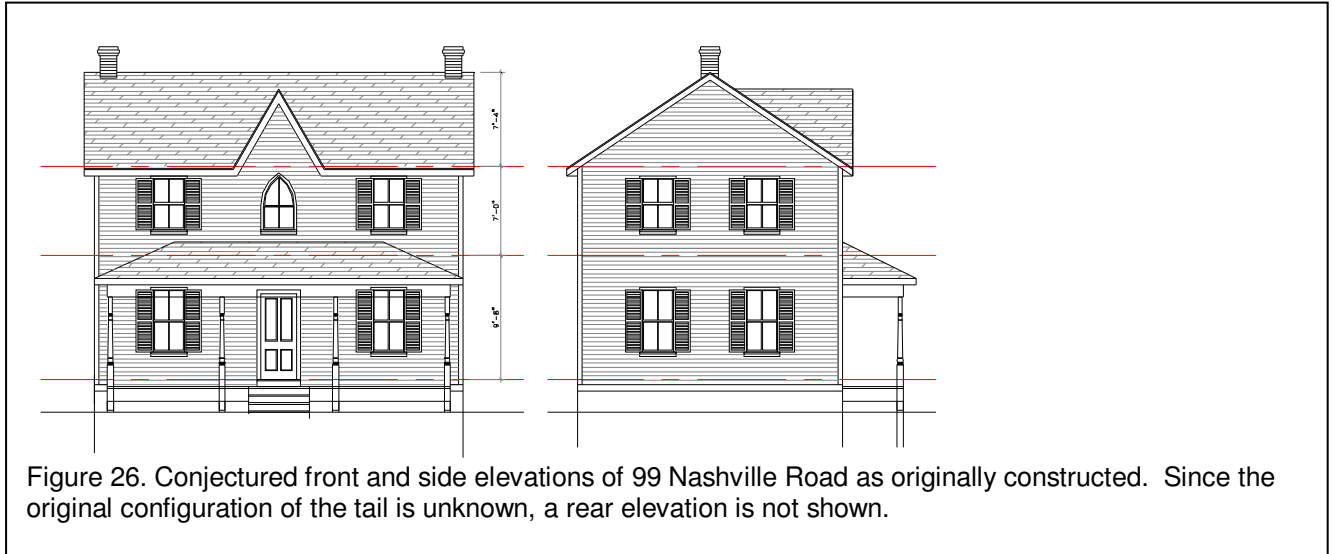 7'-4"
7'-0"
9'-8"
Figure 26. Conjectured front and side elevations of 99 Nashville Road as originally constructed.  Since the
original configuration of the tail is unknown, a rear elevation is not shown.